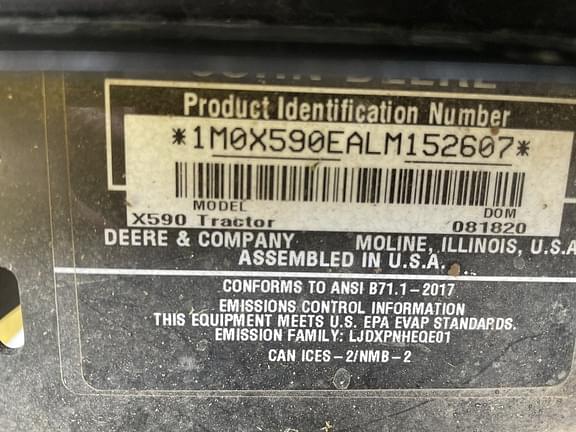 JOHN DEERE
Product Identification Number
*1M0X590EALM152607*
MODEL DOM
X590 Tractor 081820
DEERE & COMPANY MOLINE, ILLINOIS, U.S.A
ASSEMBLED IN U.S.A.
CONFORMS TO ANSI B71.1-2017
EMISSIONS CONTROL INFORMATION
THIS EQUIPMENT MEETS U.S. EPA EVAP STANDARDS.
EMISSION FAMILY: LJDXPNHEQE01
CAN ICES-2/NMB-2